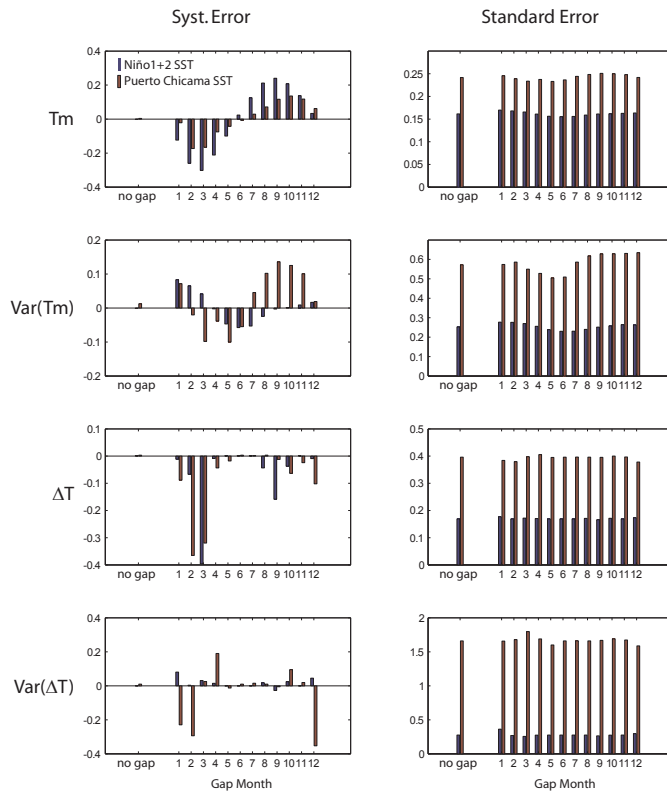 Syst. Error
Standard Error
Tm
0.4
0.2
0
-0.2
-0.4
Niño1+2 SST
Puerto Chicama SST
no gap 1 2 3 4 5 6 7 8 9 10 11 12
0.25
0.2
0.15
0.1
0.05
0
no gap 1 2 3 4 5 6 7 8 9 10 11 12
Var(Tm)
0.2
0.1
0
-0.1
-0.2
no gap 1 2 3 4 5 6 7 8 9 10 11 12
0.6
0.5
0.4
0.3
0.2
0.1
0
no gap 1 2 3 4 5 6 7 8 9 10 11 12
ΔT
0.1
0
-0.1
-0.2
-0.3
-0.4
no gap 1 2 3 4 5 6 7 8 9 10 11 12
0.5
0.4
0.3
0.2
0.1
0
no gap 1 2 3 4 5 6 7 8 9 10 11 12
Var(ΔT)
0.4
0.2
0
-0.2
-0.4
no gap 1 2 3 4 5 6 7 8 9 10 11 12
Gap Month
2
1.5
1
0.5
0
no gap 1 2 3 4 5 6 7 8 9 10 11 12
Gap Month